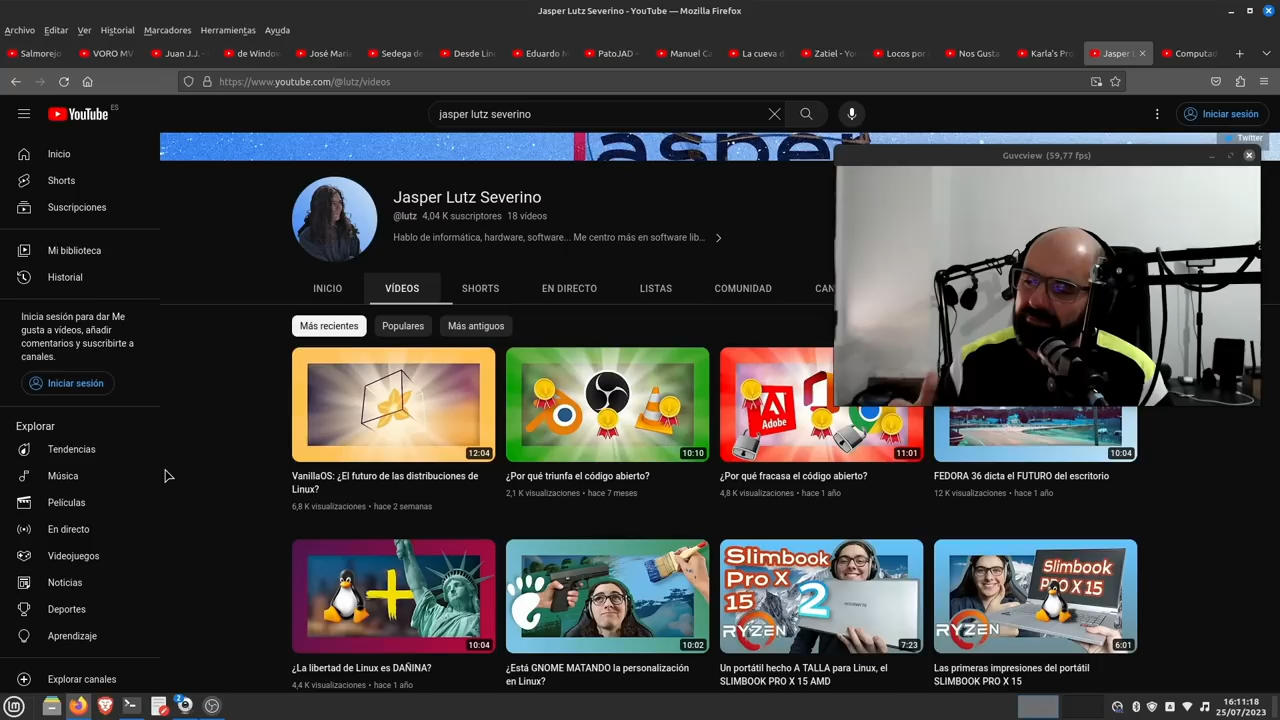 Jasper Lutz Severino - YouTube — Mozilla Firefox
Archivo Editar Ver Historial Marcadores Herramientas Ayuda
Salmorejo VORO MV Juan J.J. - de Window José María Sedega de Desde Linu Eduardo M PatoJAD - Manuel Ca La cueva d Zatiel - Yo Locos por Nos Gusta Karla's Pro Jasper L Computad
https://www.youtube.com/@lutz/videos
YouTube ES
jasper lutz severino
Iniciar sesión
Twitter
Guvcview (59,77 fps)
Inicio
Shorts
Suscripciones
Mi biblioteca
Historial
Inicia sesión para dar Me
gusta a vídeos, añadir
comentarios y suscribirte a
canales.
Iniciar sesión
Explorar
Tendencias
Música
Películas
En directo
Videojuegos
Noticias
Deportes
Aprendizaje
Explorar canales
Jasper Lutz Severino
@lutz 4,04 K suscriptores 18 vídeos
Hablo de informática, hardware, software... Me centro más en software lib...
INICIO VÍDEOS SHORTS EN DIRECTO LISTAS COMUNIDAD CAN
Más recientes Populares Más antiguos
Adobe
12:04 10:10 11:01 10:04
VanillaOS: ¿El futuro de las distribuciones de
Linux?
6,8 K visualizaciones • hace 2 semanas
¿Por qué triunfa el código abierto?
2,1 K visualizaciones • hace 7 meses
¿Por qué fracasa el código abierto?
4,8 K visualizaciones • hace 1 año
FEDORA 36 dicta el FUTURO del escritorio
12 K visualizaciones • hace 1 año
Slimbook
Pro X
15
2
RYZEN
Slimbook
PRO X 15
RYZEN
10:04 10:02 7:23 6:01
¿La libertad de Linux es DAÑINA?
4,4 K visualizaciones • hace 1 año
¿Está GNOME MATANDO la personalización
en Linux?
Un portátil hecho A TALLA para Linux, el
SLIMBOOK PRO X 15 AMD
Las primeras impresiones del portátil
SLIMBOOK PRO X 15
2
16:11:18
25/07/2023